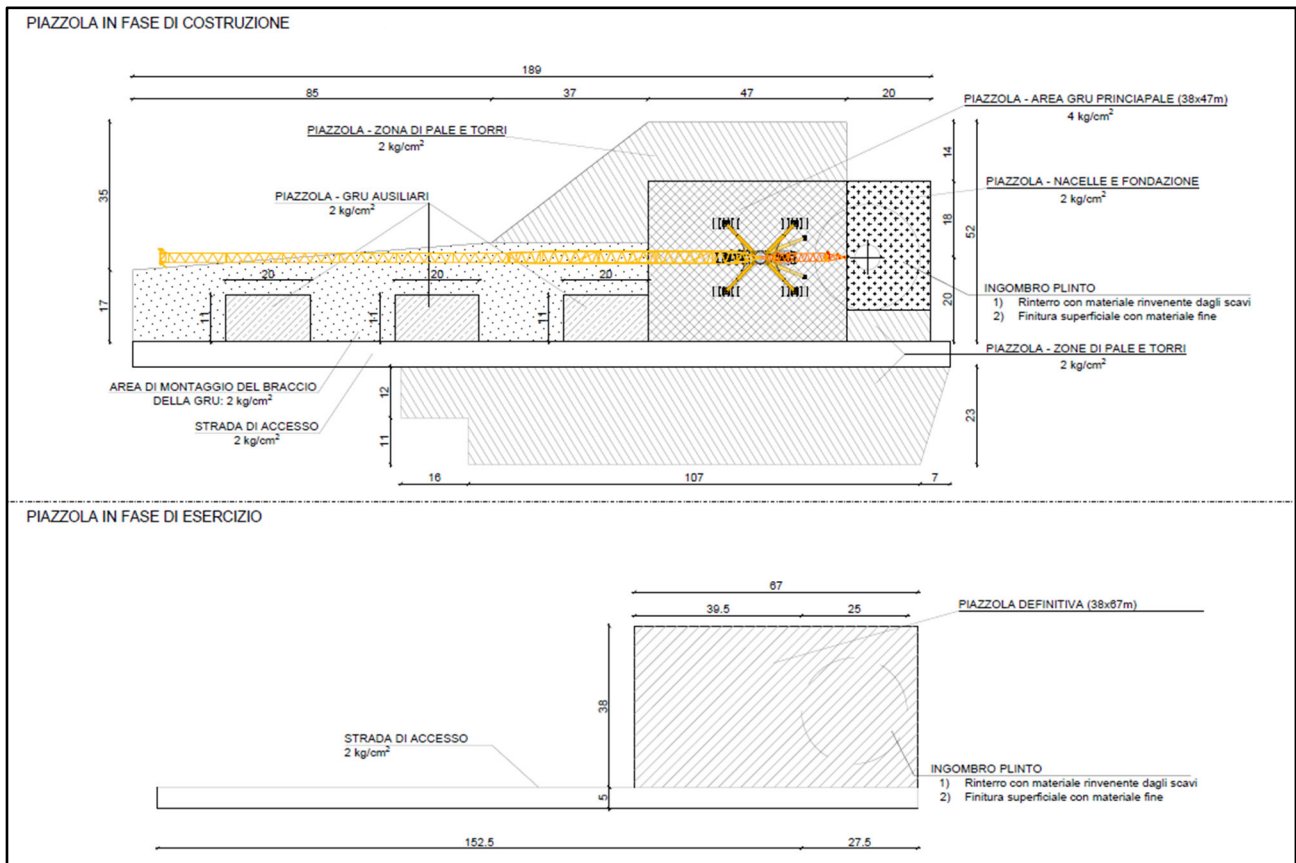 PIAZZOLA IN FASE DI COSTRUZIONE
189
85
37
47
20
PIAZZOLA - AREA GRU PRINCIAPALE (38x47m)
4 kg/cm²
PIAZZOLA - ZONA DI PALE E TORRI
2 kg/cm²
14
35
PIAZZOLA - GRU AUSILIARI
2 kg/cm²
PIAZZOLA - NACELLE E FONDAZIONE
2 kg/cm²
18
52
20
20
20
INGOMBRO PLINTO
1) Rinterro con materiale rinvenente dagli scavi
2) Finitura superficiale con materiale fine
17
11
11
11
20
PIAZZOLA - ZONE DI PALE E TORRI
2 kg/cm²
AREA DI MONTAGGIO DEL BRACCIO
DELLA GRU: 2 kg/cm²
12
STRADA DI ACCESSO
2 kg/cm²
23
11
16
107
7
PIAZZOLA IN FASE DI ESERCIZIO
67
39.5
25
PIAZZOLA DEFINITIVA (38x67m)
38
STRADA DI ACCESSO
2 kg/cm²
INGOMBRO PLINTO
1) Rinterro con materiale rinvenente dagli scavi
2) Finitura superficiale con materiale fine
5
152.5
27.5